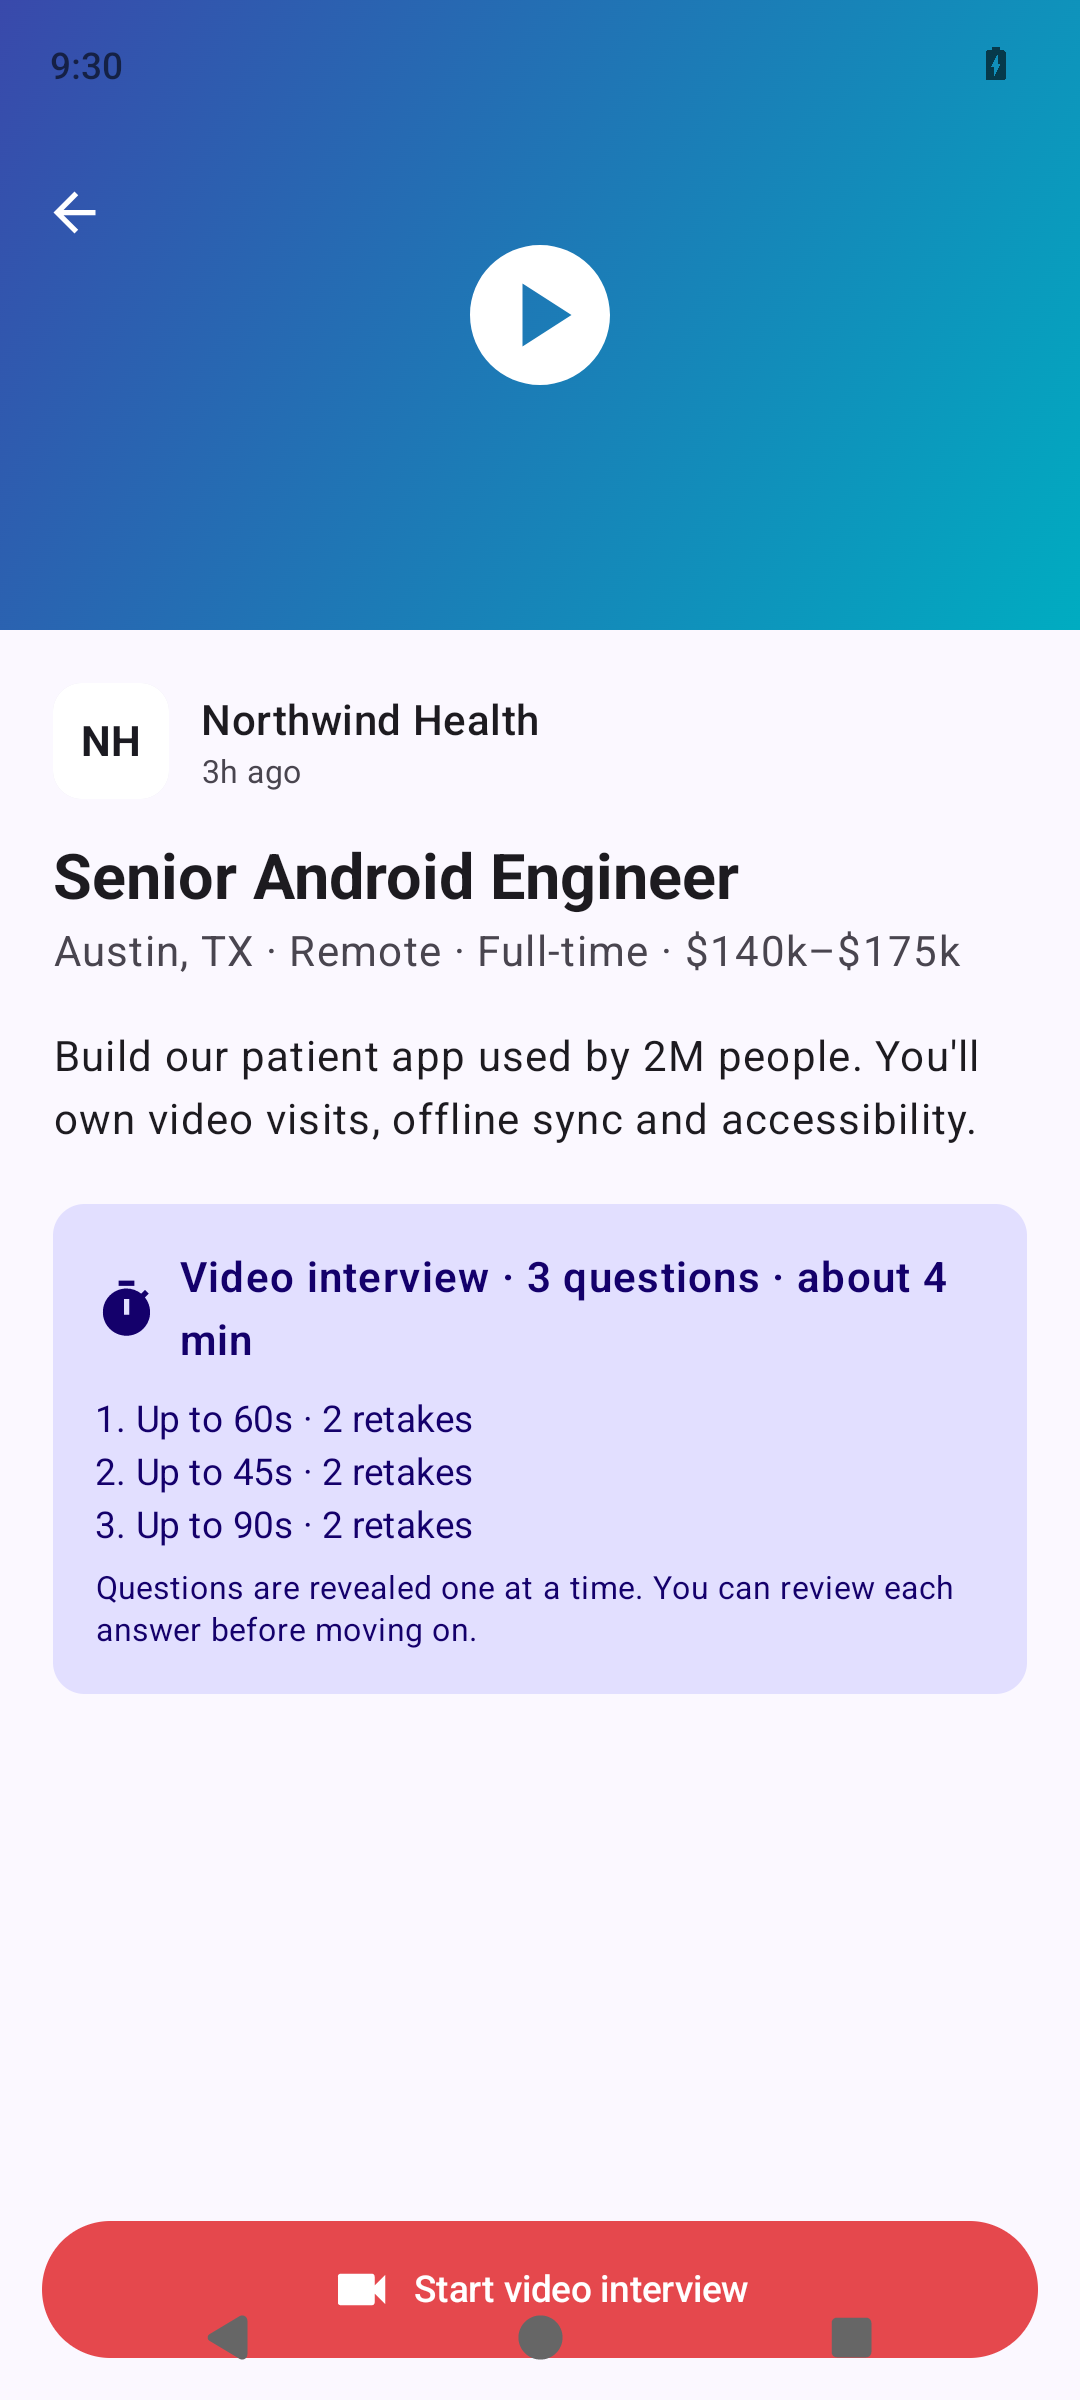 9:30
NH
Northwind Health
3h ago
Senior Android Engineer
Austin, TX · Remote · Full-time · $140k–$175k
Build our patient app used by 2M people. You'll
own video visits, offline sync and accessibility.
Video interview · 3 questions · about 4
min
1. Up to 60s · 2 retakes
2. Up to 45s · 2 retakes
3. Up to 90s · 2 retakes
Questions are revealed one at a time. You can review each
answer before moving on.
Start video interview